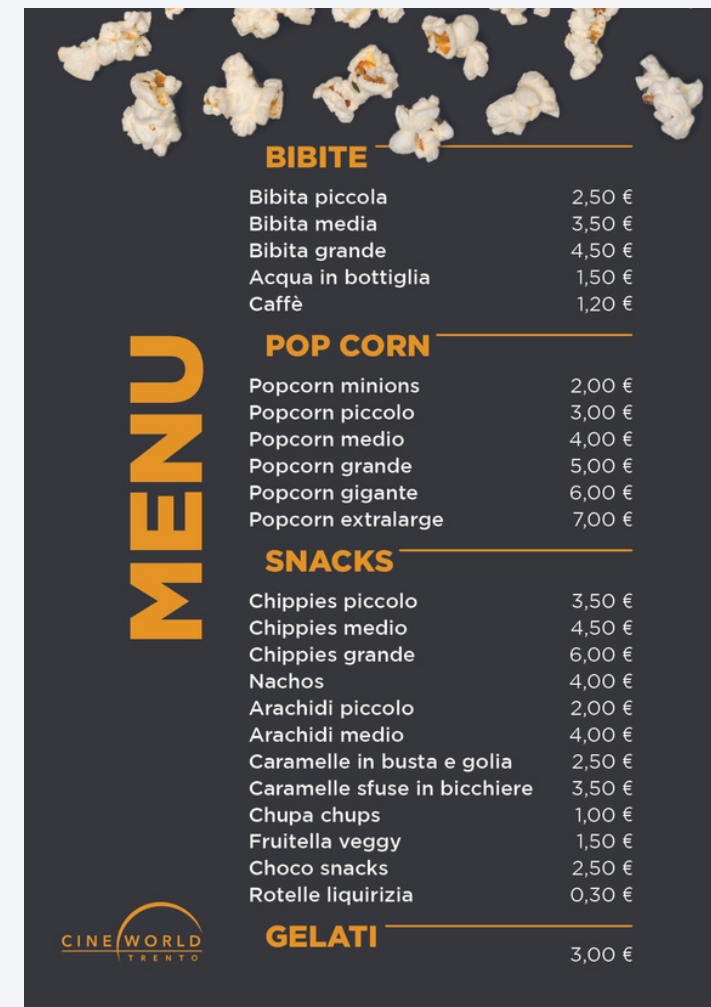 BIBITE
Bibita piccola 2,50 €
Bibita media 3,50 €
Bibita grande 4,50 €
Acqua in bottiglia 1,50 €
Caffè 1,20 €
POP CORN
Popcorn minions 2,00 €
Popcorn piccolo 3,00 €
Popcorn medio 4,00 €
Popcorn grande 5,00 €
Popcorn gigante 6,00 €
Popcorn extralarge 7,00 €
MENU
SNACKS
Chippies piccolo 3,50 €
Chippies medio 4,50 €
Chippies grande 6,00 €
Nachos 4,00 €
Arachidi piccolo 2,00 €
Arachidi medio 4,00 €
Caramelle in busta e golia 2,50 €
Caramelle sfuse in bicchiere 3,50 €
Chupa chups 1,00 €
Fruitella veggy 1,50 €
Choco snacks 2,50 €
Rotelle liquirizia 0,30 €
GELATI
3,00 €
CINEWORLD
TRENTO